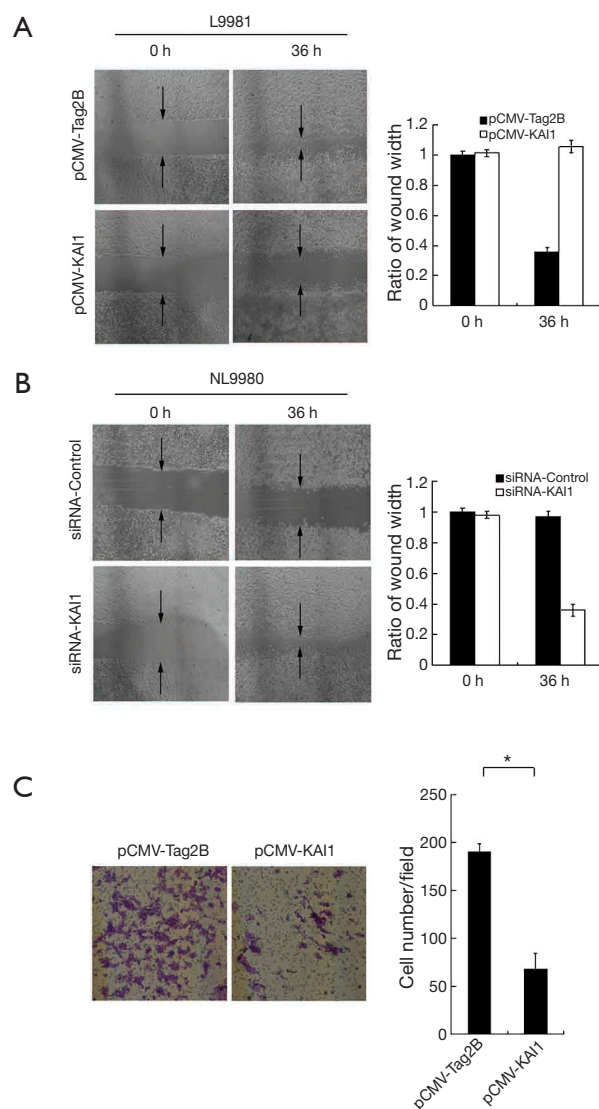 A
L9981
0 h
36 h
pCMV-Tag2B
pCMV-KAI1
Ratio of wound width
pCMV-Tag2B
pCMV-KAI1
1.2
1
0.8
0.6
0.4
0.2
0
0 h
36 h
B
NL9980
0 h
36 h
siRNA-Control
siRNA-KAI1
Ratio of wound width
siRNA-Control
siRNA-KAI1
1.2
1
0.8
0.6
0.4
0.2
0
0 h
36 h
C
pCMV-Tag2B
pCMV-KAI1
Cell number/field
*
250
200
150
100
50
0
pCMV-Tag2B
pCMV-KAI1